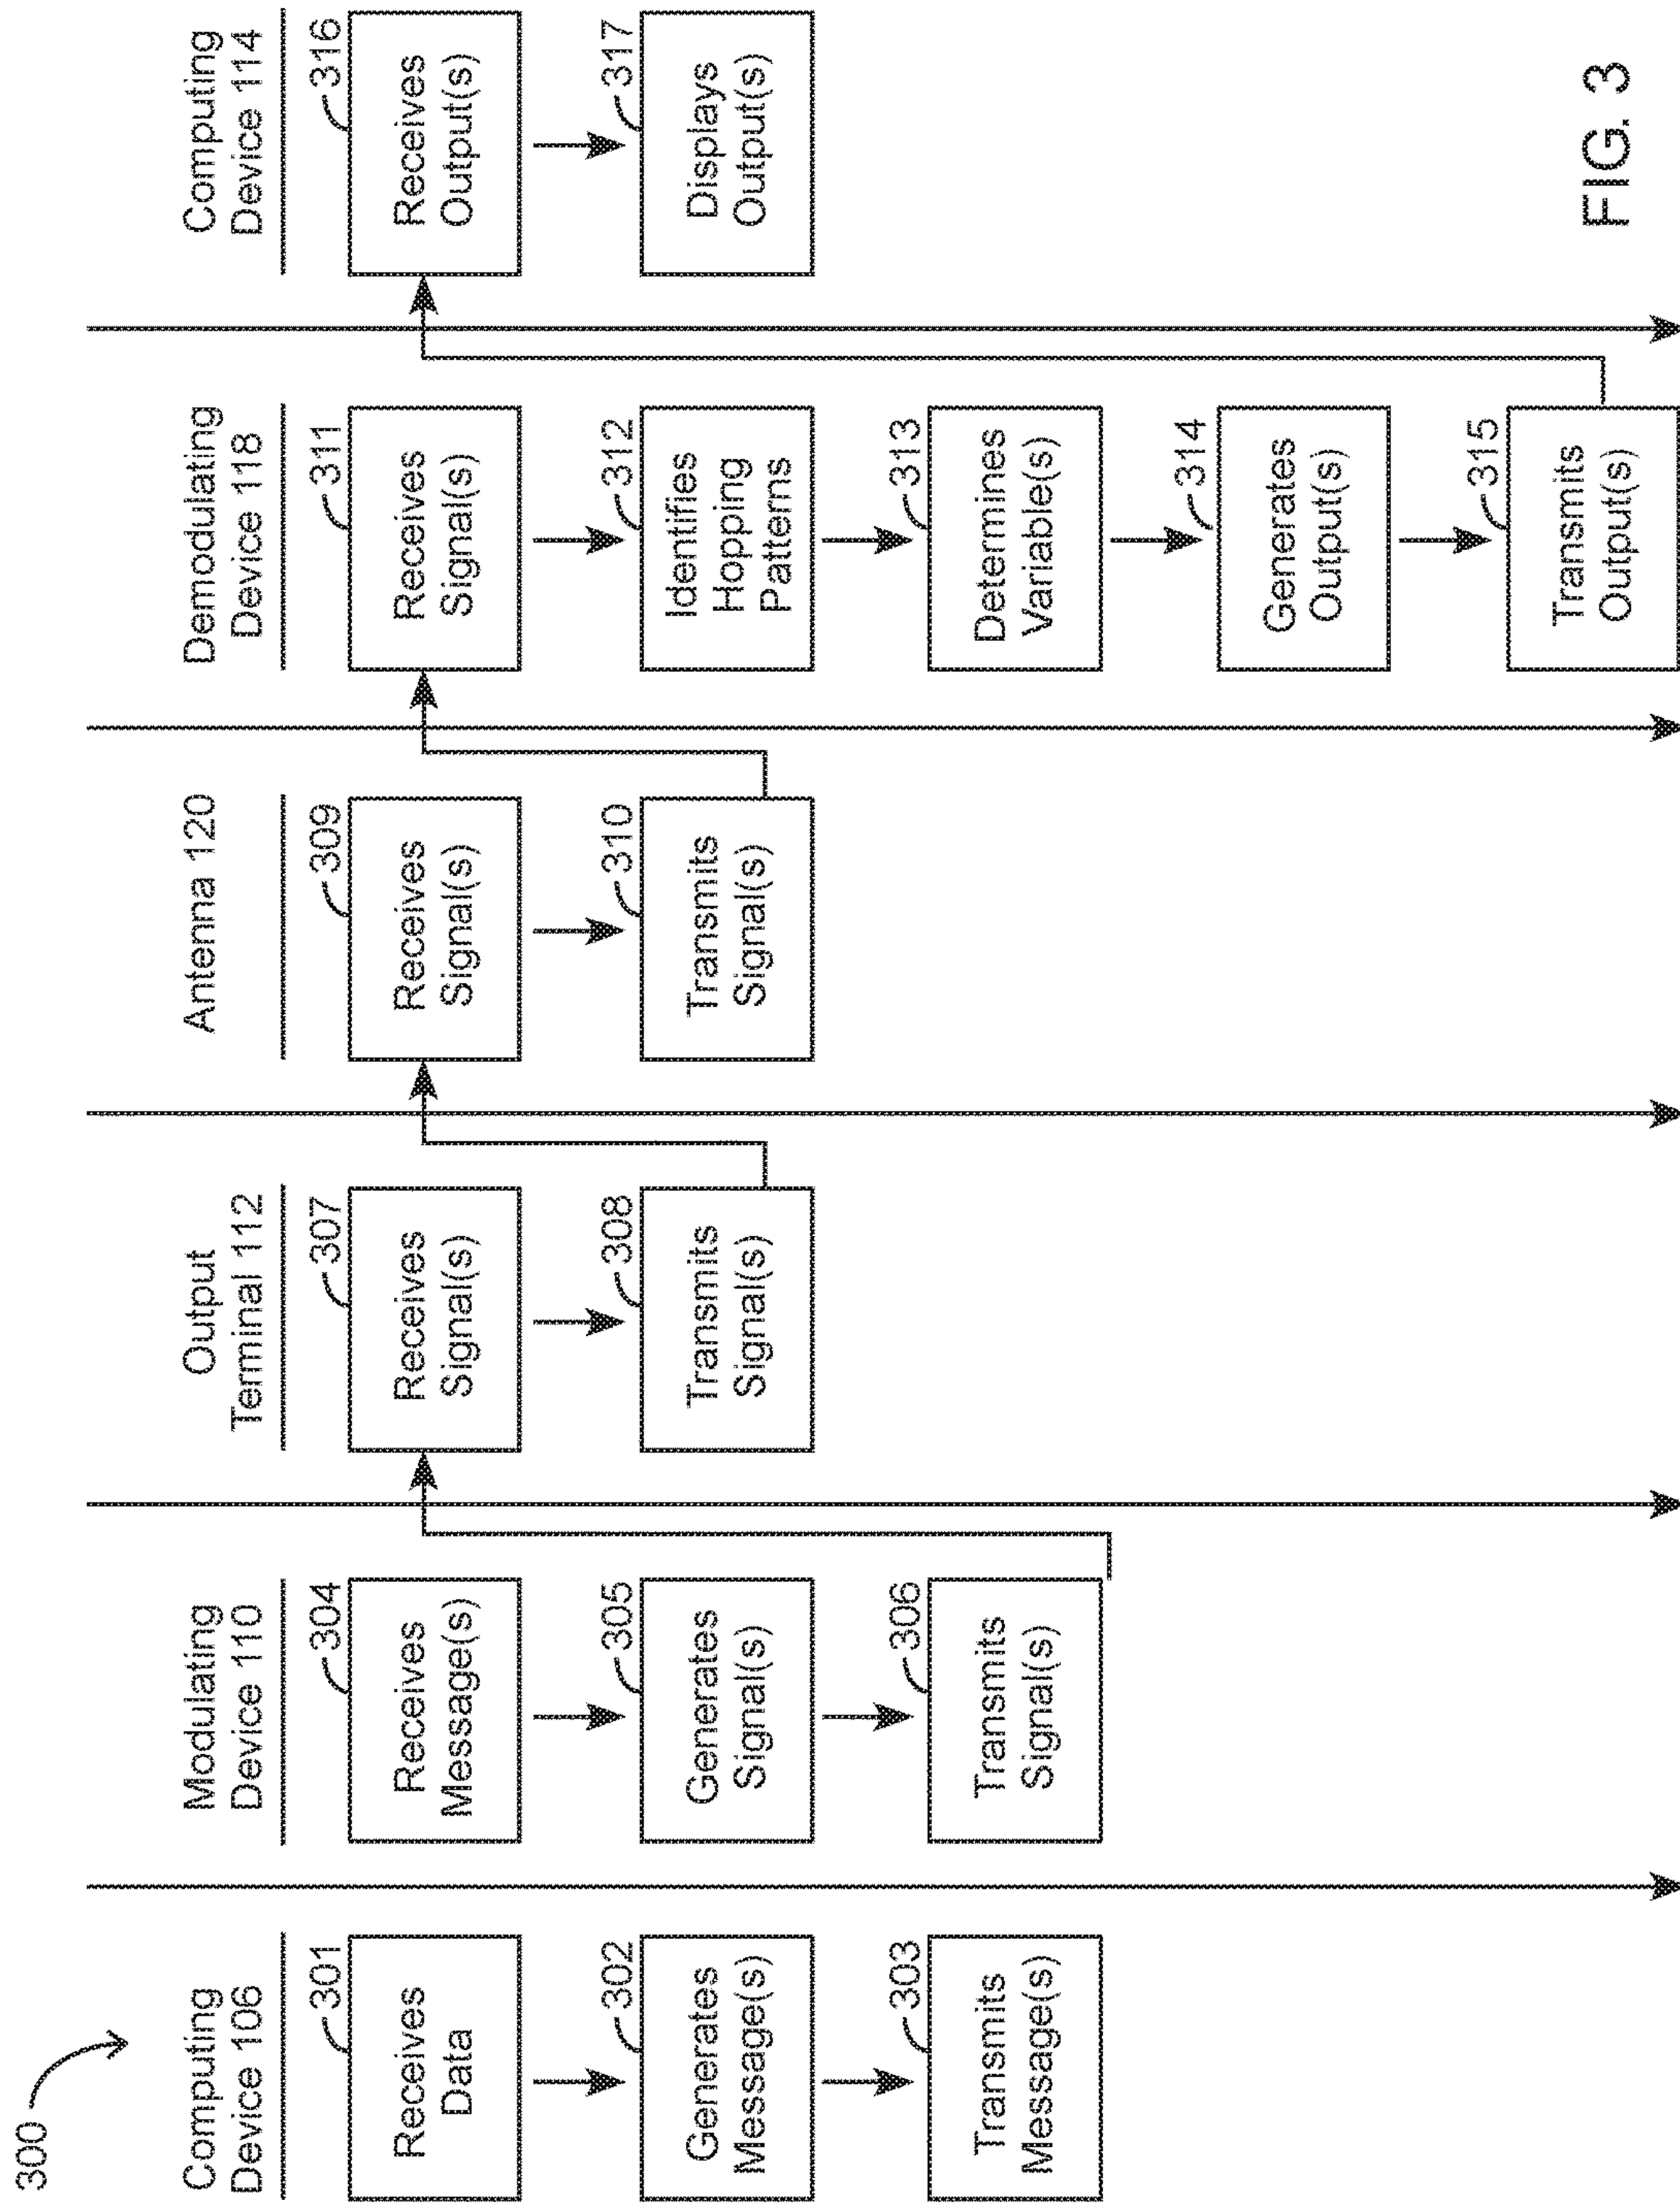 300
Computing
Device 106
301
Receives
Data
302
Generates
Message(s)
303
Transmits
Message(s)
Modulating
Device 110
304
Receives
Message(s)
305
Generates
Signal(s)
306
Transmits
Signal(s)
Output
Terminal 112
307
Receives
Signal(s)
308
Transmits
Signal(s)
Antenna 120
309
Receives
Signal(s)
310
Transmits
Signal(s)
Demodulating
Device 118
311
Receives
Signal(s)
312
Identifies
Hopping
Patterns
313
Determines
Variable(s)
314
Generates
Output(s)
315
Transmits
Output(s)
Computing
Device 114
316
Receives
Output(s)
317
Displays
Output(s)
FIG. 3